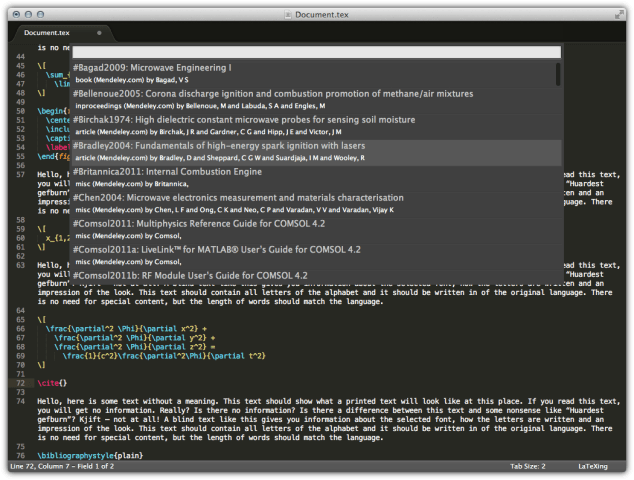 Document.tex
Document.tex
is no ne
44
45 \[
46 \sum_{
47 \lim
48 \]
49
50 \begin{
51 \cente
52 \inclu
53 \capti
54 \label
55 \end{fig
56
57 Hello, h ead this text,
you will “Huardest
gefburn” ten and an
impressi uage. There
is no ne
58
59 \[
60 x_{1,2
61 \]
62
63 Hello, h ead this text,
you will “Huardest
gefburn”? Kjift – not at all! A blind text like this gives you information about the selected font, how the letters are written and an
impression of the look. This text should contain all letters of the alphabet and it should be written in of the original language. There
is no need for special content, but the length of words should match the language.
64
65 \[
66 \frac{\partial^2 \Phi}{\partial x^2} +
67 \frac{\partial^2 \Phi}{\partial y^2} +
68 \frac{\partial^2 \Phi}{\partial z^2} =
69 \frac{1}{c^2}\frac{\partial^2\Phi}{\partial t^2}
70 \]
71
72 \cite{}
73
74 Hello, here is some text without a meaning. This text should show what a printed text will look like at this place. If you read this text,
you will get no information. Really? Is there no information? Is there a difference between this text and some nonsense like “Huardest
gefburn”? Kjift – not at all! A blind text like this gives you information about the selected font, how the letters are written and an
impression of the look. This text should contain all letters of the alphabet and it should be written in of the original language. There
is no need for special content, but the length of words should match the language.
75
76 \bibliographystyle{plain}
#Bagad2009: Microwave Engineering I
book (Mendeley.com) by Bagad, V S
#Bellenoue2005: Corona discharge ignition and combustion promotion of methane/air mixtures
inproceedings (Mendeley.com) by Bellenoue, M and Labuda, S A and Engles, M
#Birchak1974: High dielectric constant microwave probes for sensing soil moisture
article (Mendeley.com) by Birchak, J R and Gardner, C G and Hipp, J E and Victor, J M
#Bradley2004: Fundamentals of high-energy spark ignition with lasers
article (Mendeley.com) by Bradley, D and Sheppard, C G W and Suardjaja, I M and Wooley, R
#Britannica2011: Internal Combustion Engine
misc (Mendeley.com) by Britannica,
#Chen2004: Microwave electronics measurement and materials characterisation
misc (Mendeley.com) by Chen, L F and Ong, C K and Neo, C P and Varadan, V V and Varadan, Vijay K
#Comsol2011: Multiphysics Reference Guide for COMSOL 4.2
misc (Mendeley.com) by Comsol,
#Comsol2011a: LiveLink™ for MATLAB® User's Guide for COMSOL 4.2
misc (Mendeley.com) by Comsol,
#Comsol2011b: RF Module User's Guide for COMSOL 4.2
Line 72, Column 7 – Field 1 of 2 Tab Size: 2 LaTeXing